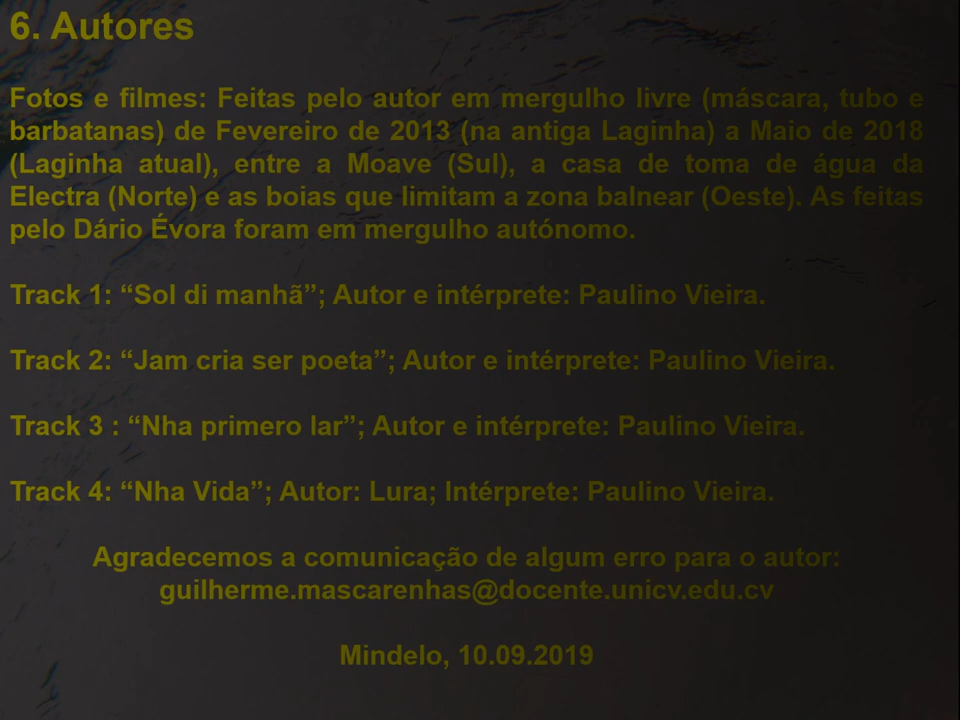 6. Autores
Fotos e filmes: Feitas pelo autor em mergulho livre (máscara, tubo e
barbatanas) de Fevereiro de 2013 (na antiga Laginha) a Maio de 2018
(Laginha atual), entre a Moave (Sul), a casa de toma de água da
Electra (Norte) e as boias que limitam a zona balnear (Oeste). As feitas
pelo Dário Évora foram em mergulho autónomo.
Track 1: “Sol di manhã”; Autor e intérprete: Paulino Vieira.
Track 2: “Jam cria ser poeta”; Autor e intérprete: Paulino Vieira.
Track 3 : “Nha primero lar”; Autor e intérprete: Paulino Vieira.
Track 4: “Nha Vida”; Autor: Lura; Intérprete: Paulino Vieira.
Agradecemos a comunicação de algum erro para o autor:
guilherme.mascarenhas@docente.unicv.edu.cv
Mindelo, 10.09.2019